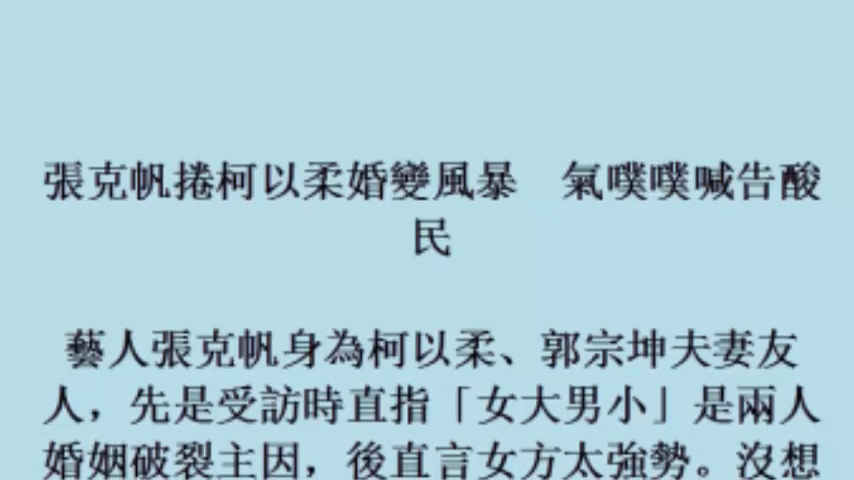 張克帆捲柯以柔婚變風暴　氣噗噗喊告酸
民
藝人張克帆身為柯以柔、郭宗坤夫妻友
人，先是受訪時直指「女大男小」是兩人
婚姻破裂主因，後直言女方太強勢。沒想